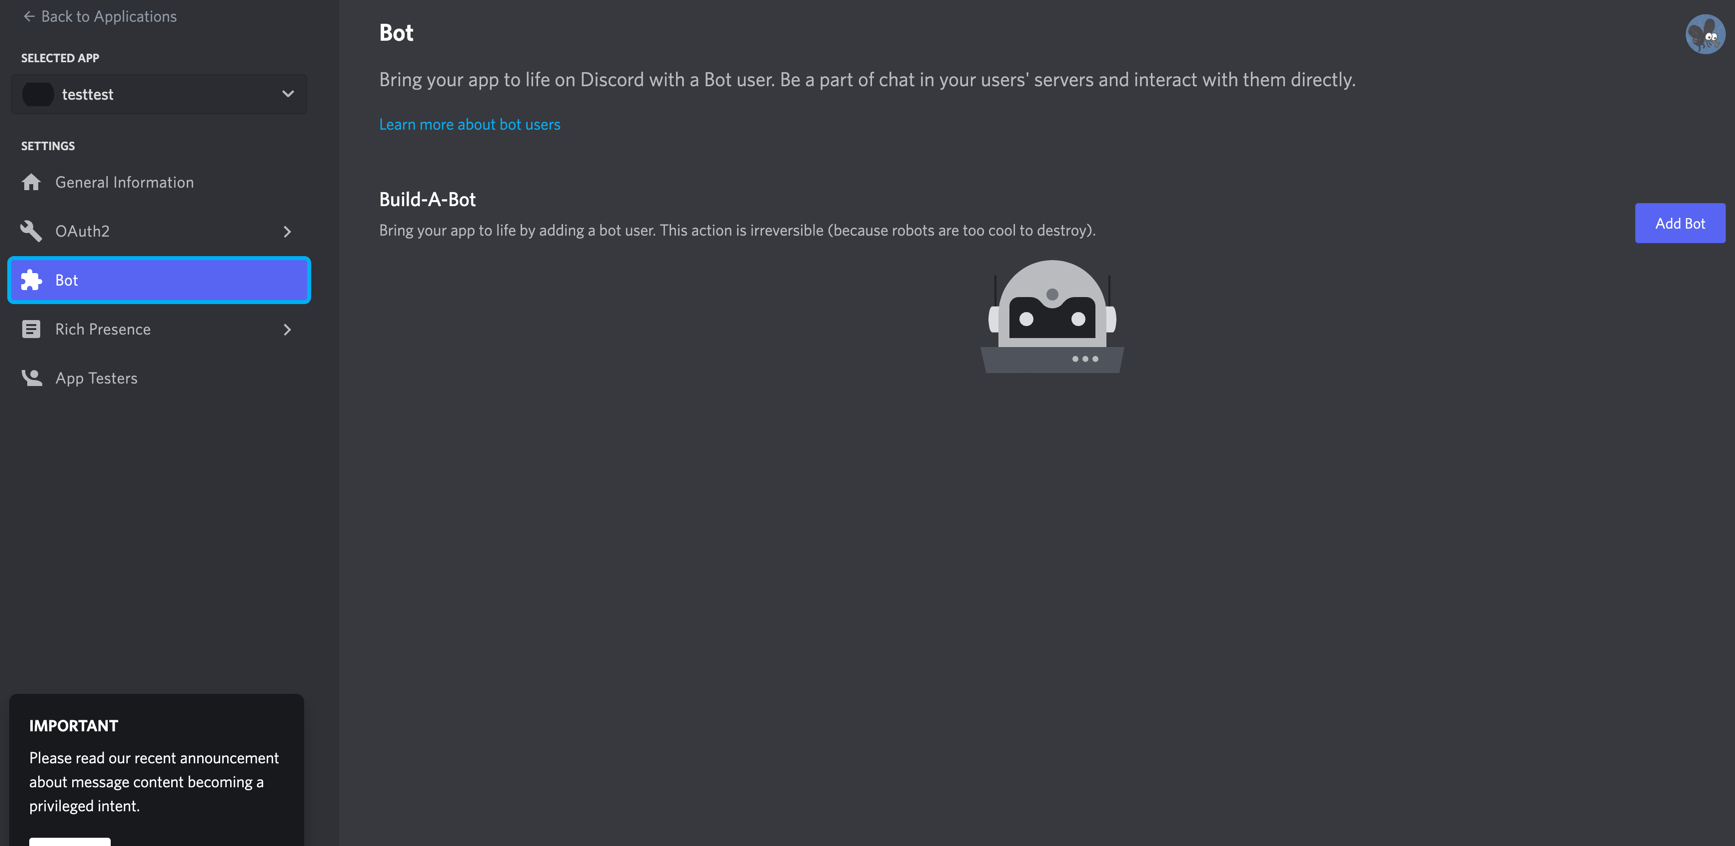 Back to Applications
SELECTED APP
testtest
SETTINGS
General Information
OAuth2
Bot
Rich Presence
App Testers
IMPORTANT
Please read our recent announcement
about message content becoming a
privileged intent.
Bot
Bring your app to life on Discord with a Bot user. Be a part of chat in your users' servers and interact with them directly.
Learn more about bot users
Build-A-Bot
Bring your app to life by adding a bot user. This action is irreversible (because robots are too cool to destroy).
Add Bot